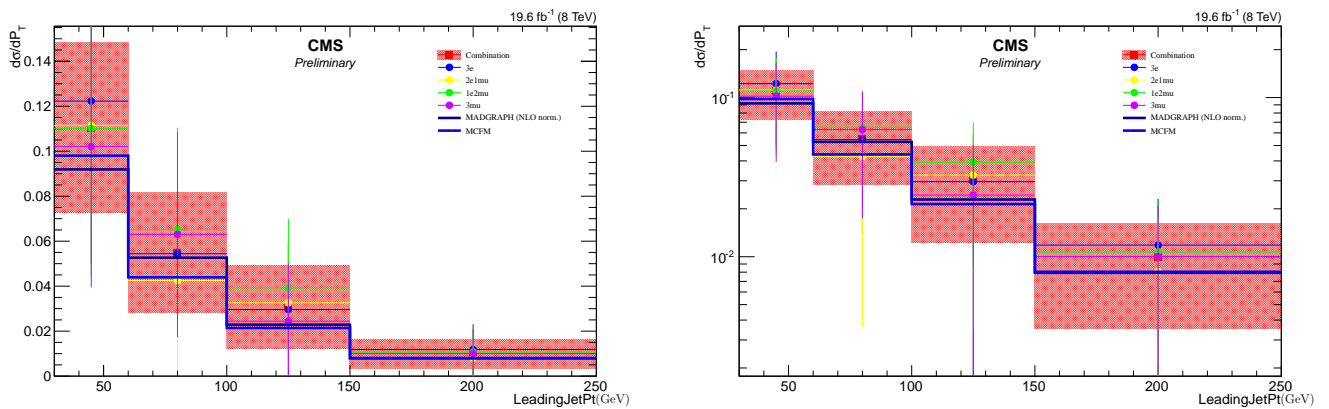 19.6 fb⁻¹ (8 TeV)
dσ/dP_T
CMS
Preliminary
Combination
3e
2e1mu
1e2mu
3mu
MADGRAPH (NLO norm.)
MCFM
0.14
0.12
0.1
0.08
0.06
0.04
0.02
0
50 100 150 200 250
LeadingJetPt(GeV)
19.6 fb⁻¹ (8 TeV)
dσ/dP_T
CMS
Preliminary
Combination
3e
2e1mu
1e2mu
3mu
MADGRAPH (NLO norm.)
MCFM
10⁻¹
10⁻²
50 100 150 200 250
LeadingJetPt(GeV)